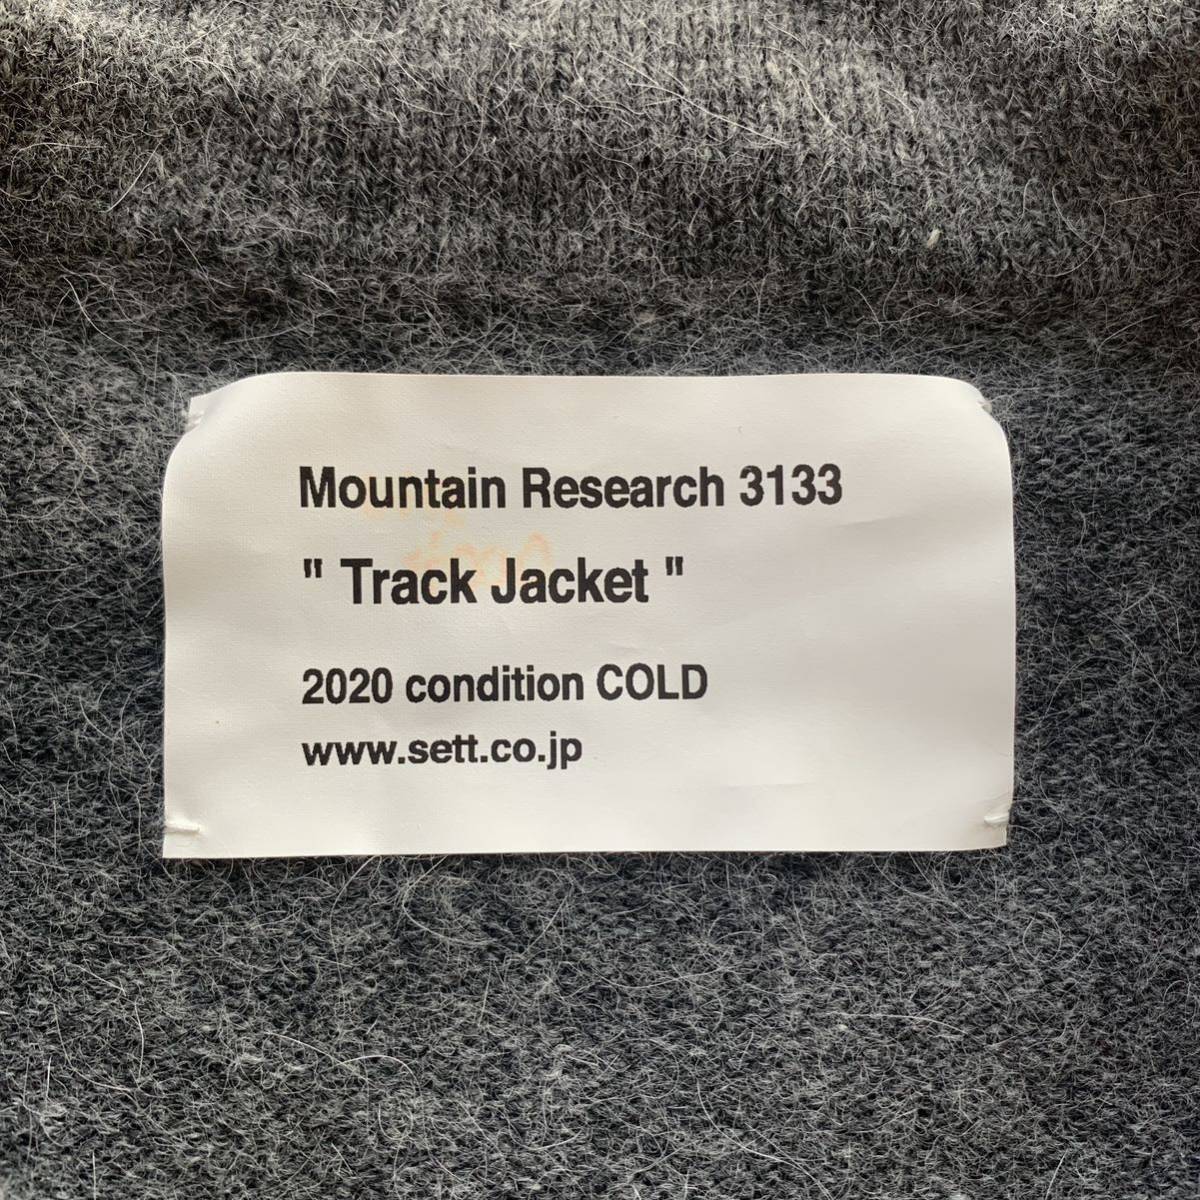 Mountain Research 3133
" Track Jacket "
2020 condition COLD
www.sett.co.jp